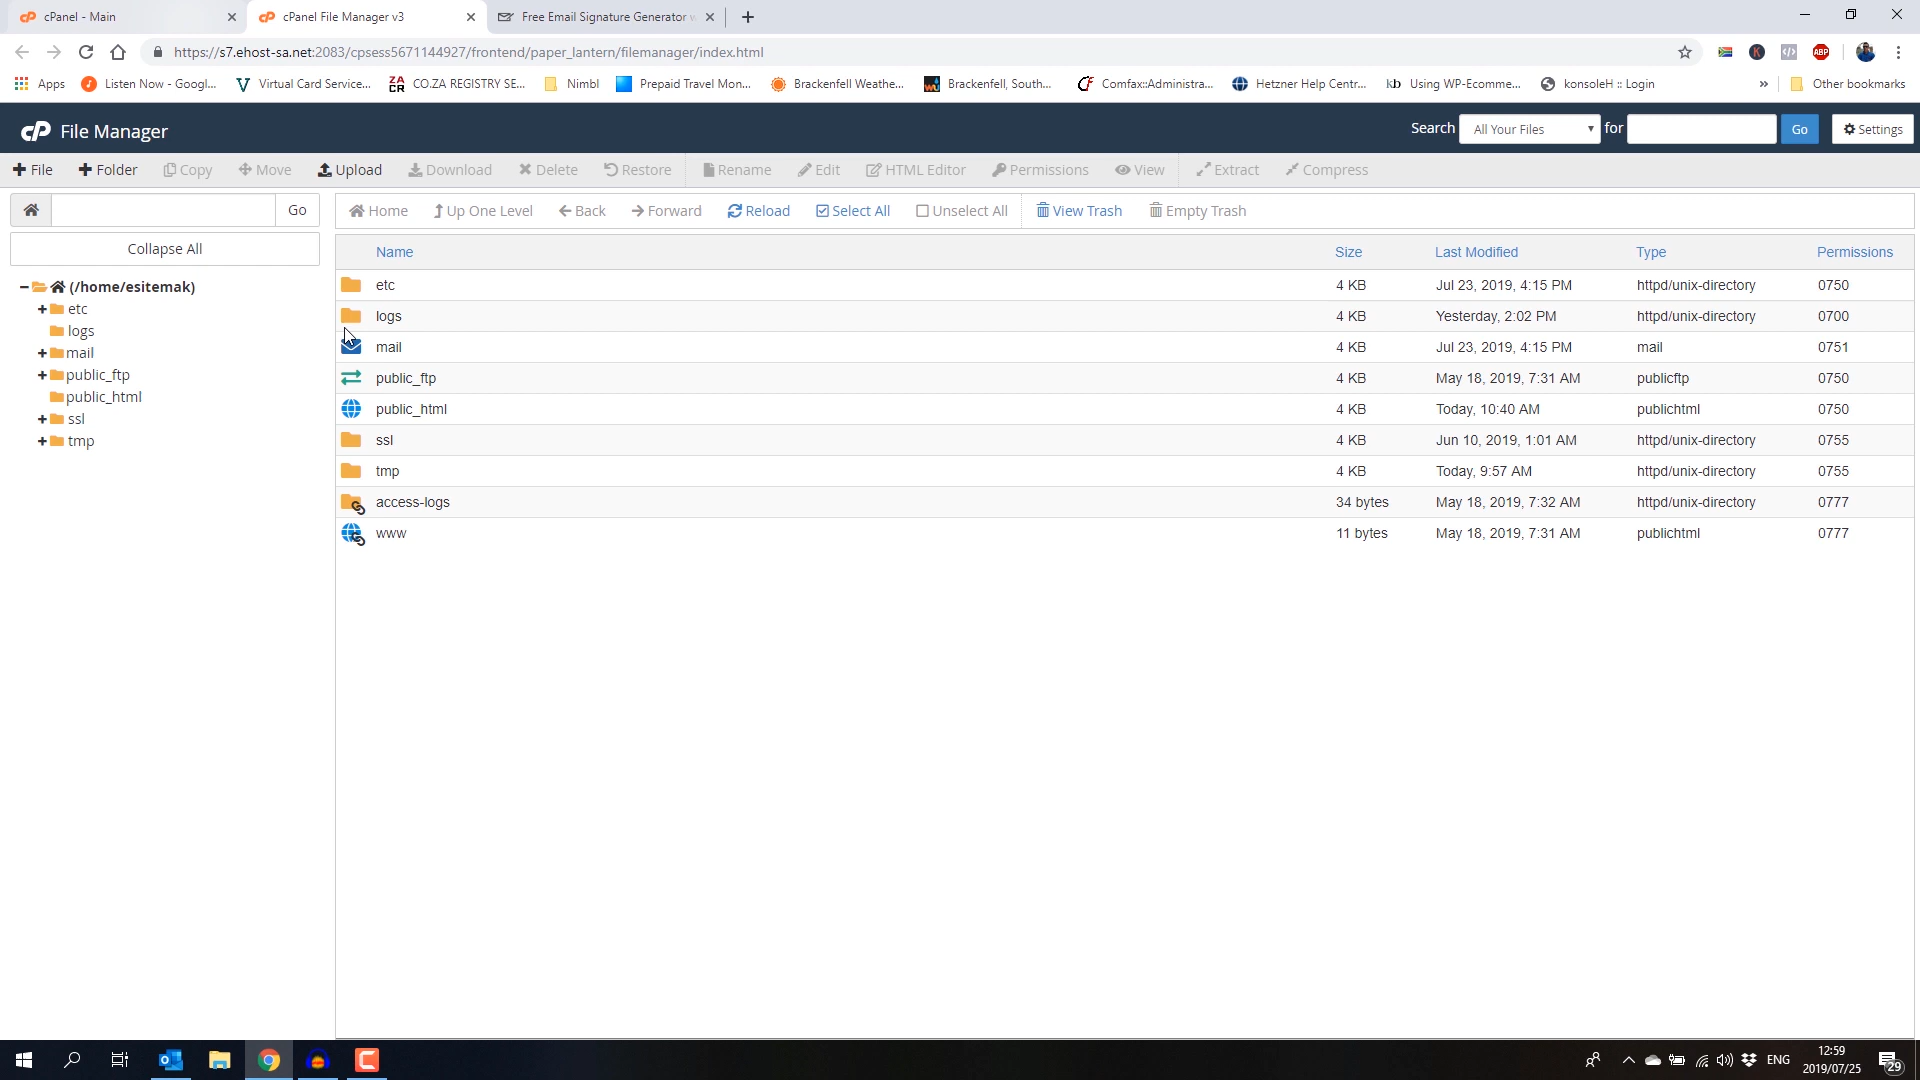 cPanel - Main
cPanel File Manager v3
Free Email Signature Generator
https://s7.ehost-sa.net:2083/cpsess5671144927/frontend/paper_lantern/filemanager/index.html
ABP
Apps
Listen Now - Googl...
Virtual Card Service...
CO.ZA REGISTRY SE...
Nimbl
Prepaid Travel Mon...
Brackenfell Weathe...
Brackenfell, South...
Comfax::Administra...
Hetzner Help Centr...
kb Using WP-Ecomme...
konsoleH :: Login
» Other bookmarks
cP File Manager
Search All Your Files for Go Settings
File Folder Copy Move Upload Download Delete Restore Rename Edit HTML Editor Permissions View Extract Compress
Go
Home Up One Level Back Forward Reload Select All Unselect All View Trash Empty Trash
Collapse All
(/home/esitemak)
etc
logs
mail
public_ftp
public_html
ssl
tmp
Name Size Last Modified Type Permissions
etc 4 KB Jul 23, 2019, 4:15 PM httpd/unix-directory 0750
logs 4 KB Yesterday, 2:02 PM httpd/unix-directory 0700
mail 4 KB Jul 23, 2019, 4:15 PM mail 0751
public_ftp 4 KB May 18, 2019, 7:31 AM publicftp 0750
public_html 4 KB Today, 10:40 AM publichtml 0750
ssl 4 KB Jun 10, 2019, 1:01 AM httpd/unix-directory 0755
tmp 4 KB Today, 9:57 AM httpd/unix-directory 0755
access-logs 34 bytes May 18, 2019, 7:32 AM httpd/unix-directory 0777
www 11 bytes May 18, 2019, 7:31 AM publichtml 0777
ENG
12:59
2019/07/25
29